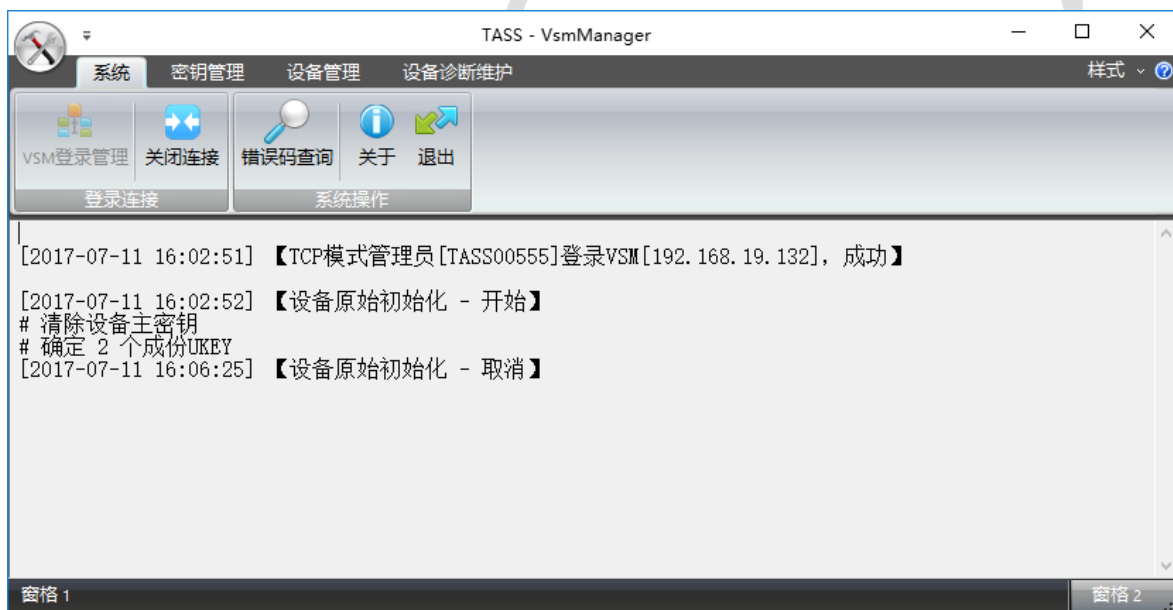 TASS - VsmManager
系统 密钥管理 设备管理 设备诊断维护 样式
VSM登录管理 关闭连接 错误码查询 关于 退出
登录连接 系统操作
[2017-07-11 16:02:51] 【TCP模式管理员[TASS00555]登录VSM[192.168.19.132], 成功】
[2017-07-11 16:02:52] 【设备原始初始化 - 开始】
# 清除设备主密钥
# 确定 2 个成份UKEY
[2017-07-11 16:06:25] 【设备原始初始化 - 取消】
窗格 1 窗格 2